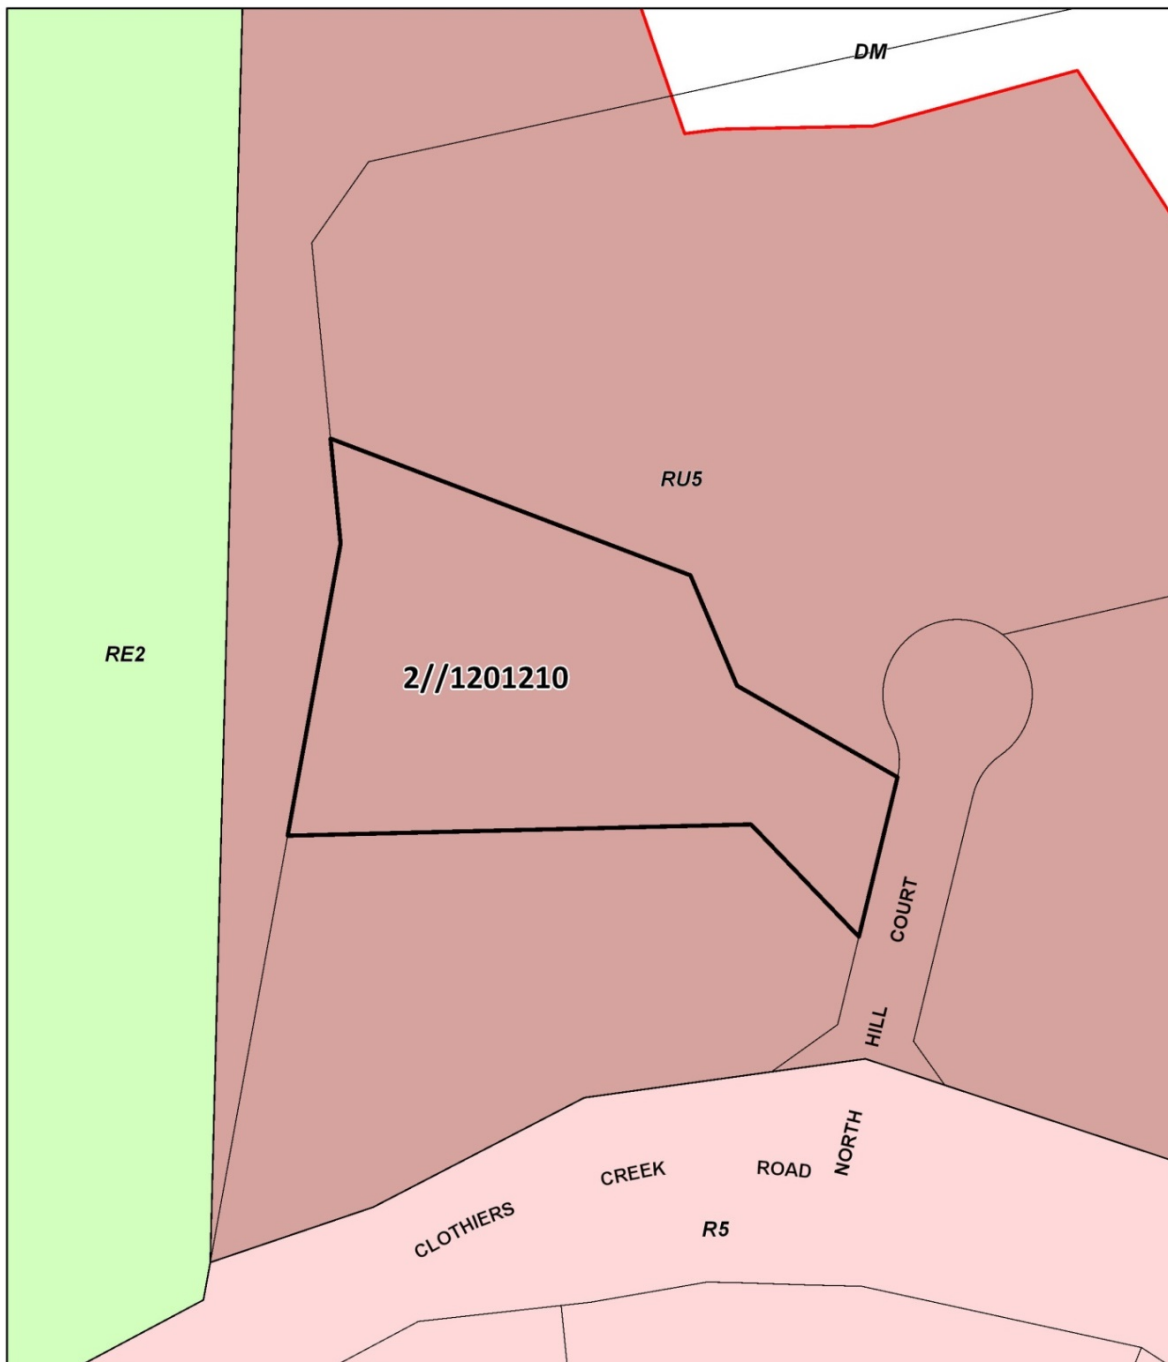 DM
RU5
RE2
2//1201210
NORTH HILL COURT
CLOTHIERS CREEK ROAD
R5